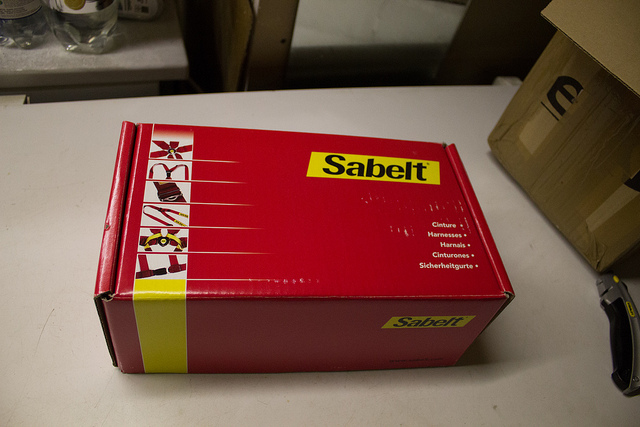 Sabelt
Cinture •
Harnesses •
Harnais •
Cinturones •
Sicherheitgurte •
Sabelt